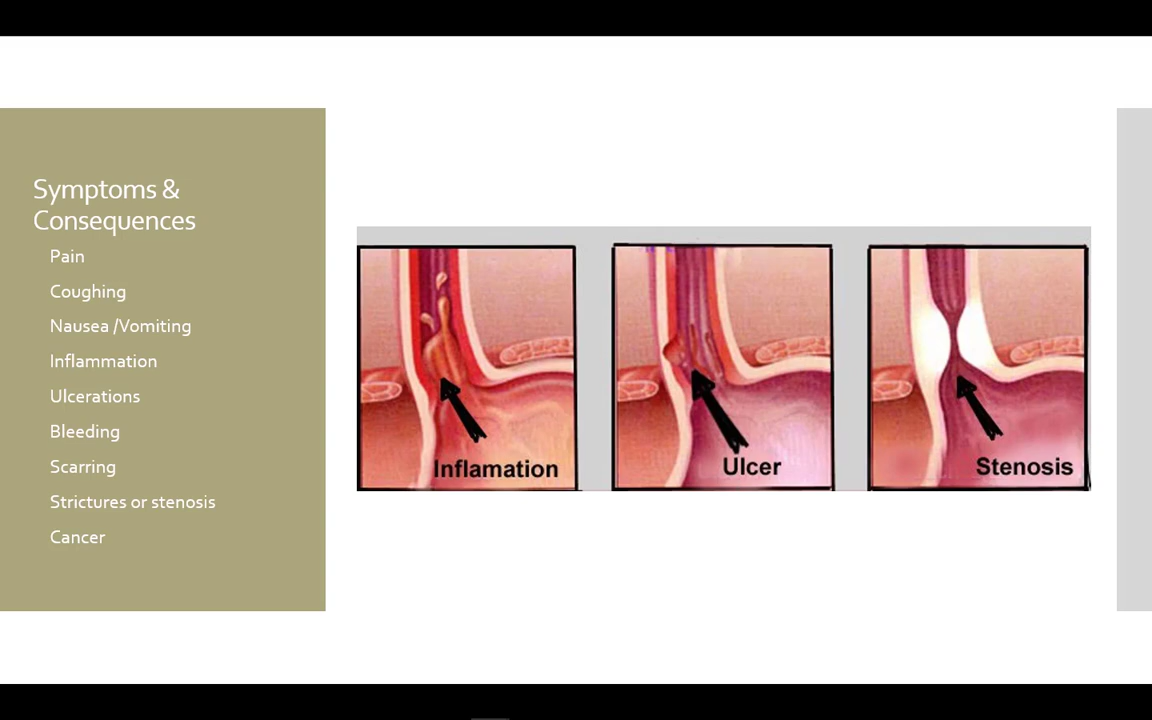 Symptoms &
Consequences
Pain
Coughing
Nausea /Vomiting
Inflammation
Ulcerations
Bleeding
Scarring
Strictures or stenosis
Cancer
Inflamation
Ulcer
Stenosis